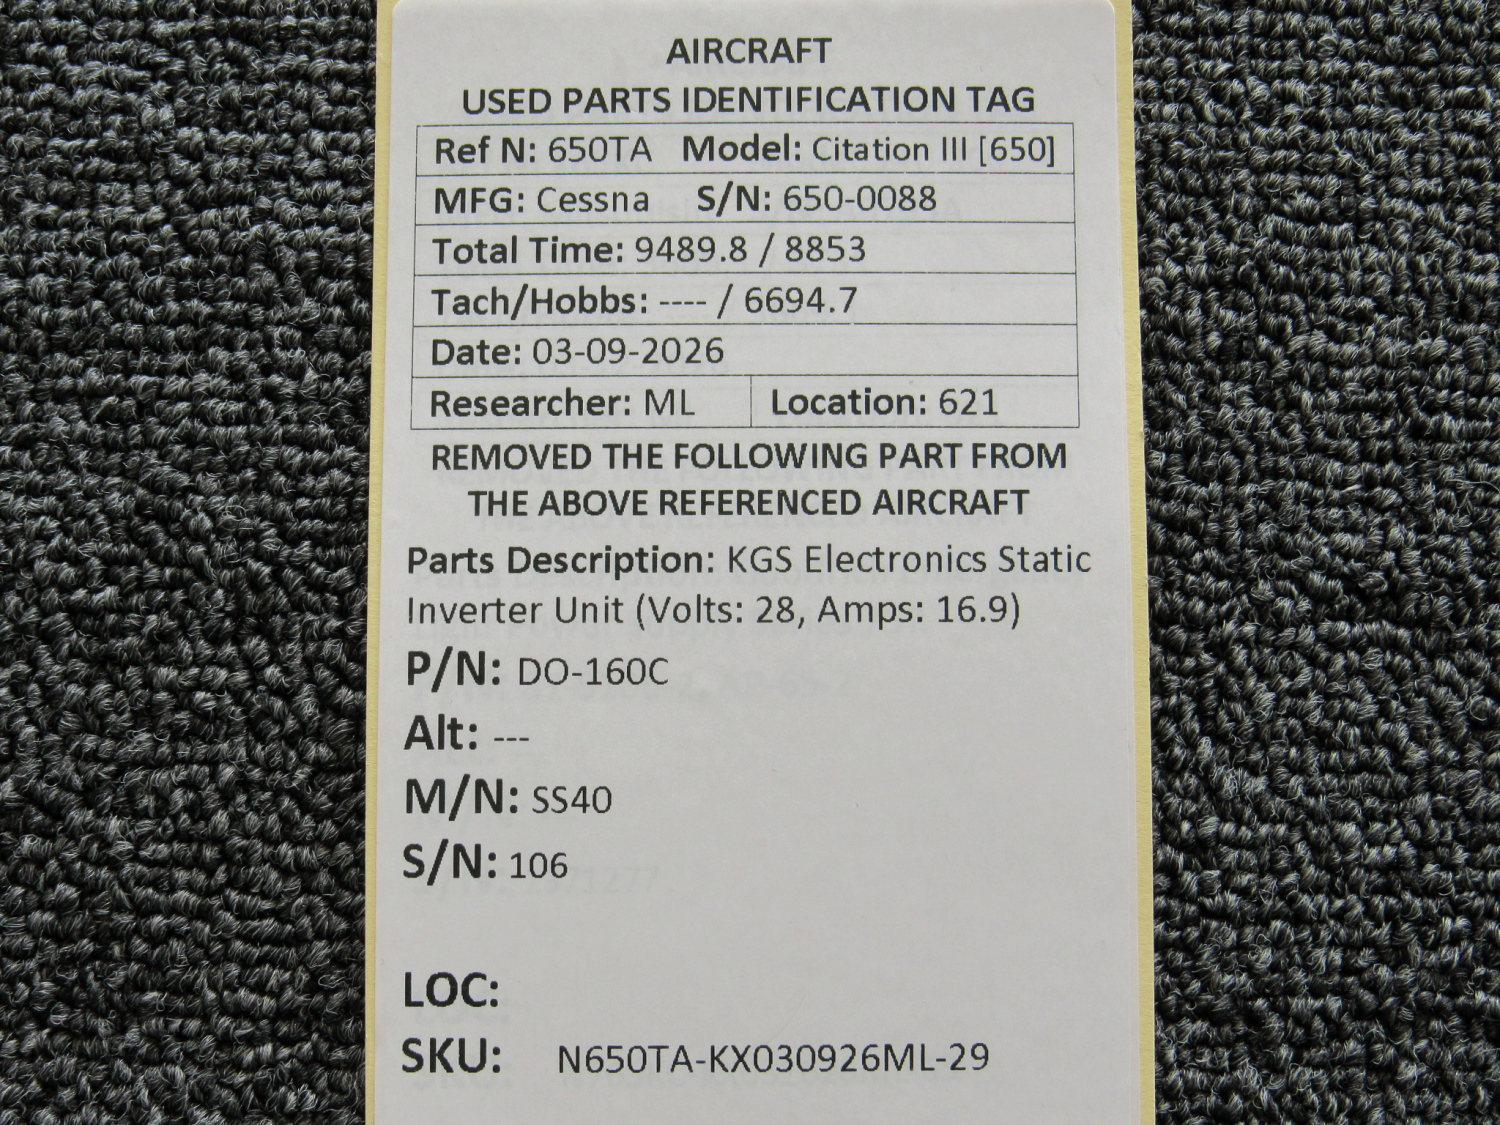 AIRCRAFT
USED PARTS IDENTIFICATION TAG
Ref N: 650TA Model: Citation III [650]
MFG: Cessna S/N: 650-0088
Total Time: 9489.8 / 8853
Tach/Hobbs: ---- / 6694.7
Date: 03-09-2026
Researcher: ML Location: 621
REMOVED THE FOLLOWING PART FROM
THE ABOVE REFERENCED AIRCRAFT
Parts Description: KGS Electronics Static
Inverter Unit (Volts: 28, Amps: 16.9)
P/N: DO-160C
Alt: ---
M/N: SS40
S/N: 106
LOC:
SKU: N650TA-KX030926ML-29